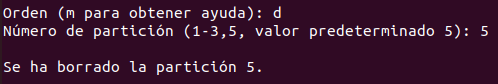 Orden (m para obtener ayuda): d
Número de partición (1-3,5, valor predeterminado 5): 5
Se ha borrado la partición 5.